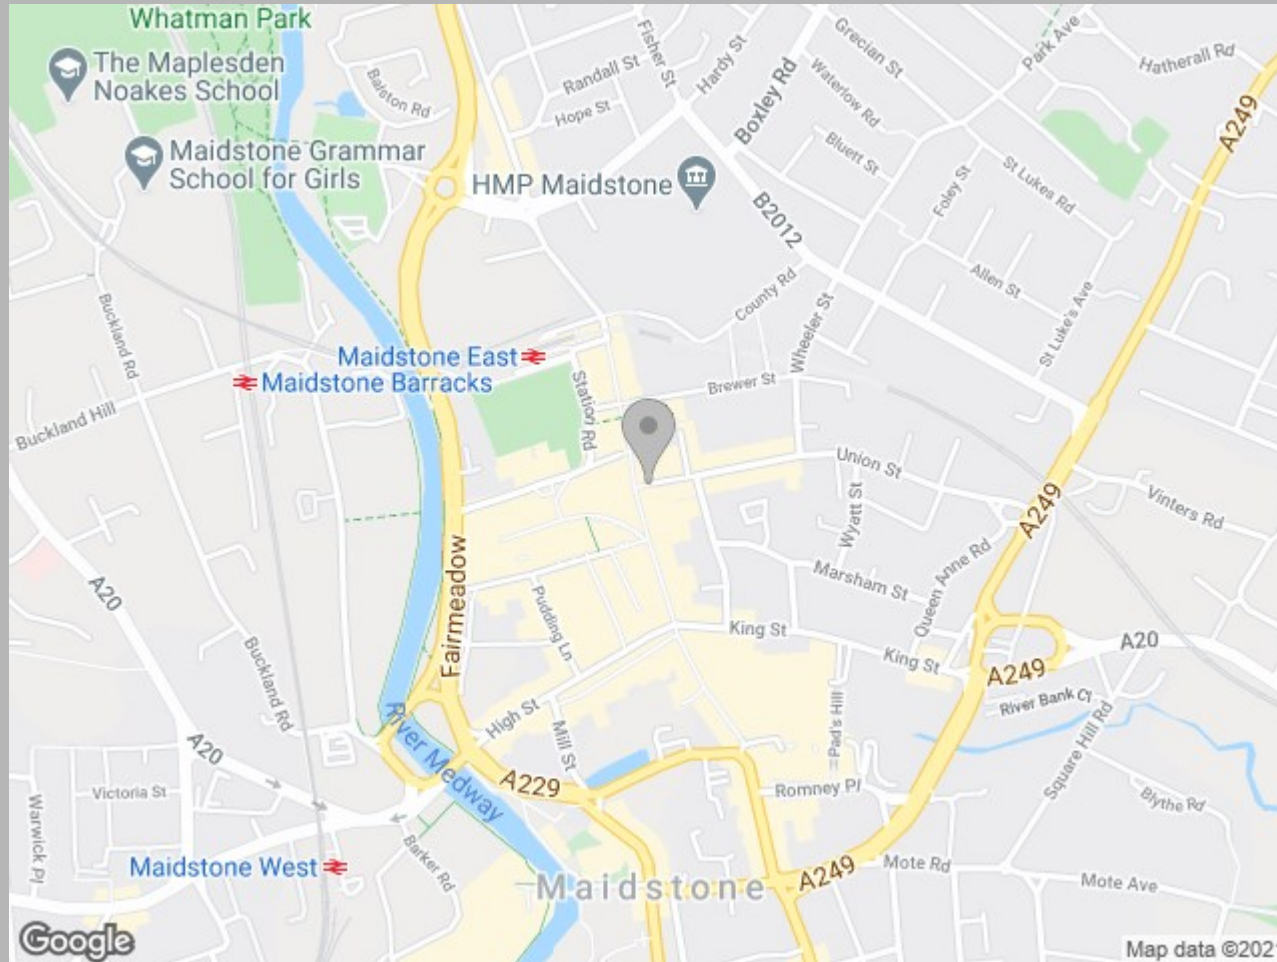 Whatman Park
The Maplesden
Noakes School
Balston Rd
Randall St
Hope St
Fisher St
Hardy St
Boxley Rd
Grecian St
Waterlow Rd
Bluett St
Park Ave
Hatherall Rd
A249
Maidstone Grammar
School for Girls
HMP Maidstone
B2012
Foley St
St Lukes Rd
Allen St
County Rd
Wheeler St
St Luke's Ave
Buckland Rd
Maidstone East
Maidstone Barracks
Buckland Hill
Station Rd
Brewer St
Union St
Wyatt St
A249
Vinters Rd
Queen Anne Rd
Marsham St
A20
Fairmeadow
Pudding Ln
King St
King St
A20
A249
River Bank Cl
Buckland Rd
High St
Mill St
Pad's Hill
Square Hill Rd
River Medway
A20
A229
Romney Pl
Blythe Rd
Victoria St
Warwick Pl
Barker Rd
Maidstone West
Maidstone
A249
Mote Rd
Mote Ave
Google
Map data ©202